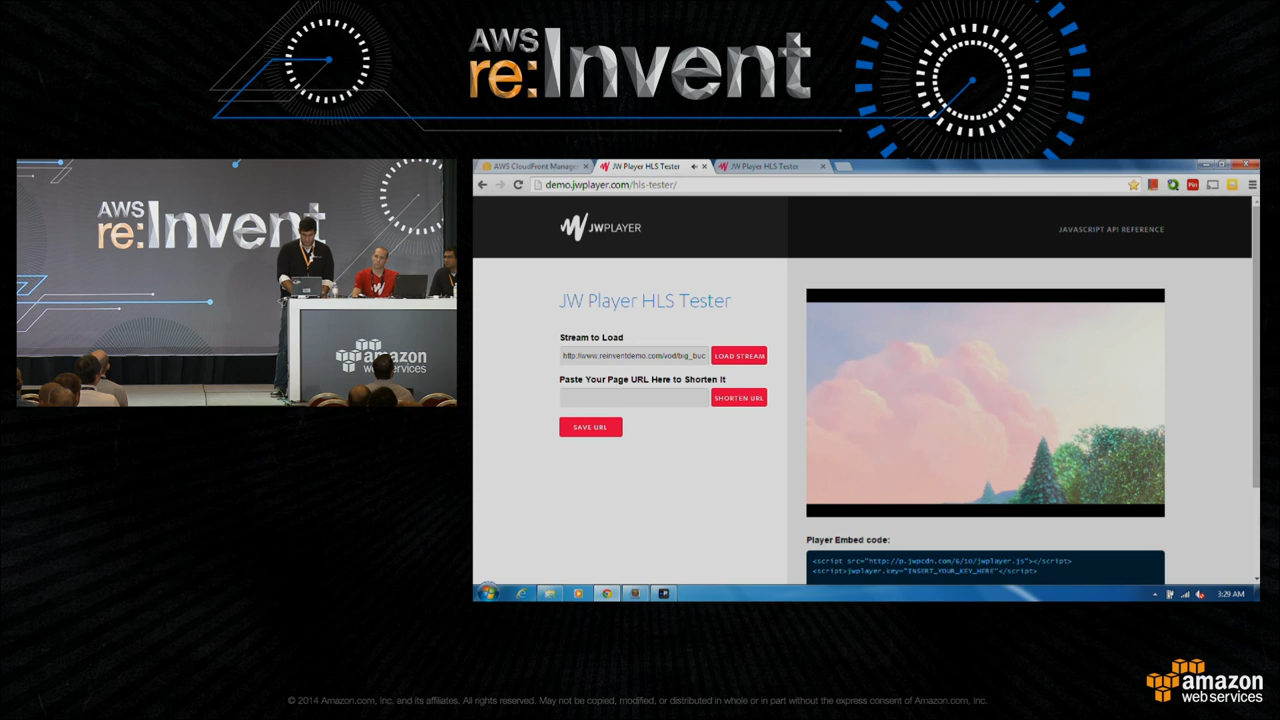 AWS
re:Invent
AWS
re:Invent
amazon
web services
AWS CloudFront Manage
JW Player HLS Tester
JW Player HLS Tester
demo.jwplayer.com/hls-tester/
JWPLAYER
JAVASCRIPT API REFERENCE
JW Player HLS Tester
Stream to Load
http://www.reinventdemo.com/vod/big_buc
LOAD STREAM
Paste Your Page URL Here to Shorten It
SHORTEN URL
SAVE URL
Player Embed code:
<script src="http://p.jwpcdn.com/6/10/jwplayer.js"></script>
<script>jwplayer.key="INSERT_YOUR_KEY_HERE"</script>
3:29 AM
© 2014 Amazon.com, Inc. and its affiliates. All rights reserved. May not be copied, modified, or distributed in whole or in part without the express consent of Amazon.com, Inc.
amazon
web services